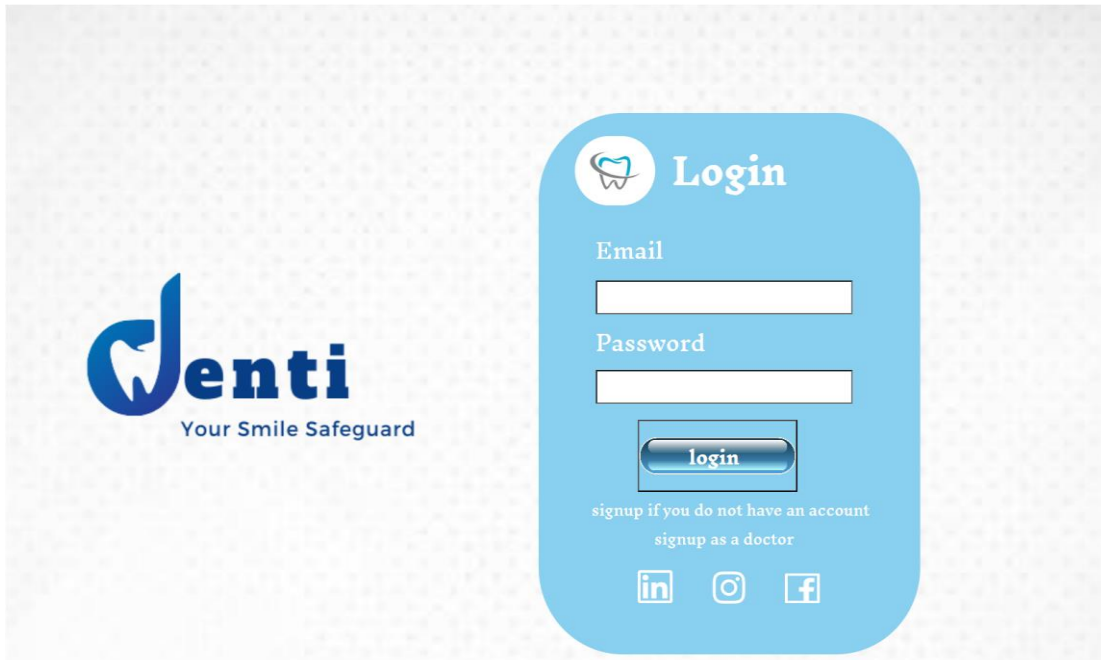 denti
Your Smile Safeguard
Login
Email
Password
login
signup if you do not have an account
signup as a doctor
in
f